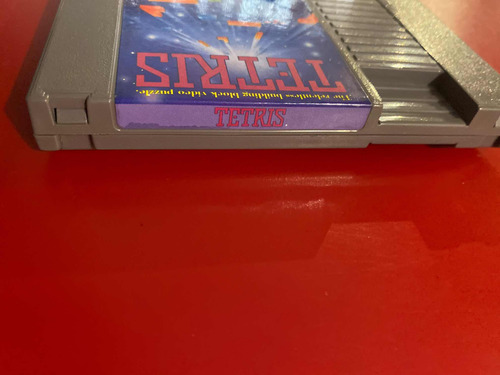 TETRIS
The relentless building block video puzzle.
TETRIS